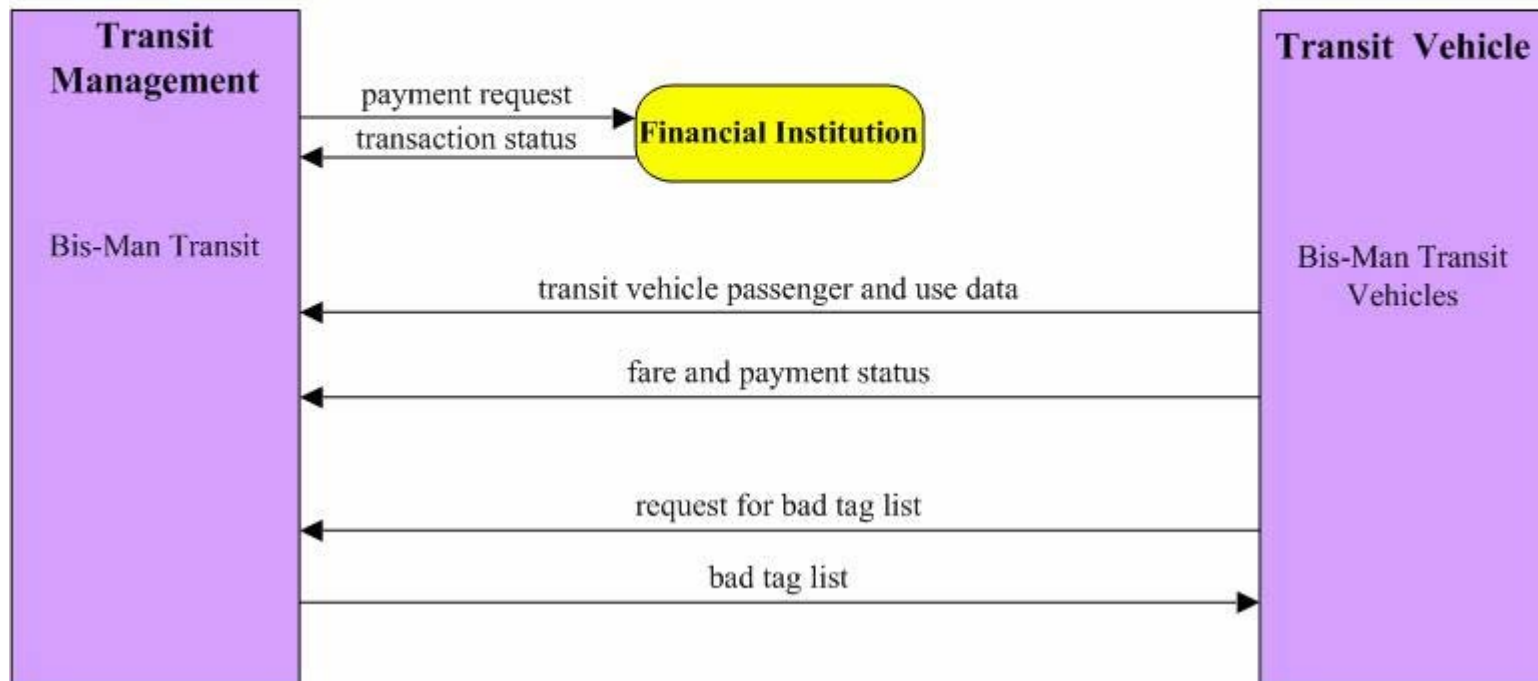 Transit
Management
Transit Vehicle
payment request
Financial Institution
transaction status
Bis-Man Transit
Bis-Man Transit
Vehicles
transit vehicle passenger and use data
fare and payment status
request for bad tag list
bad tag list